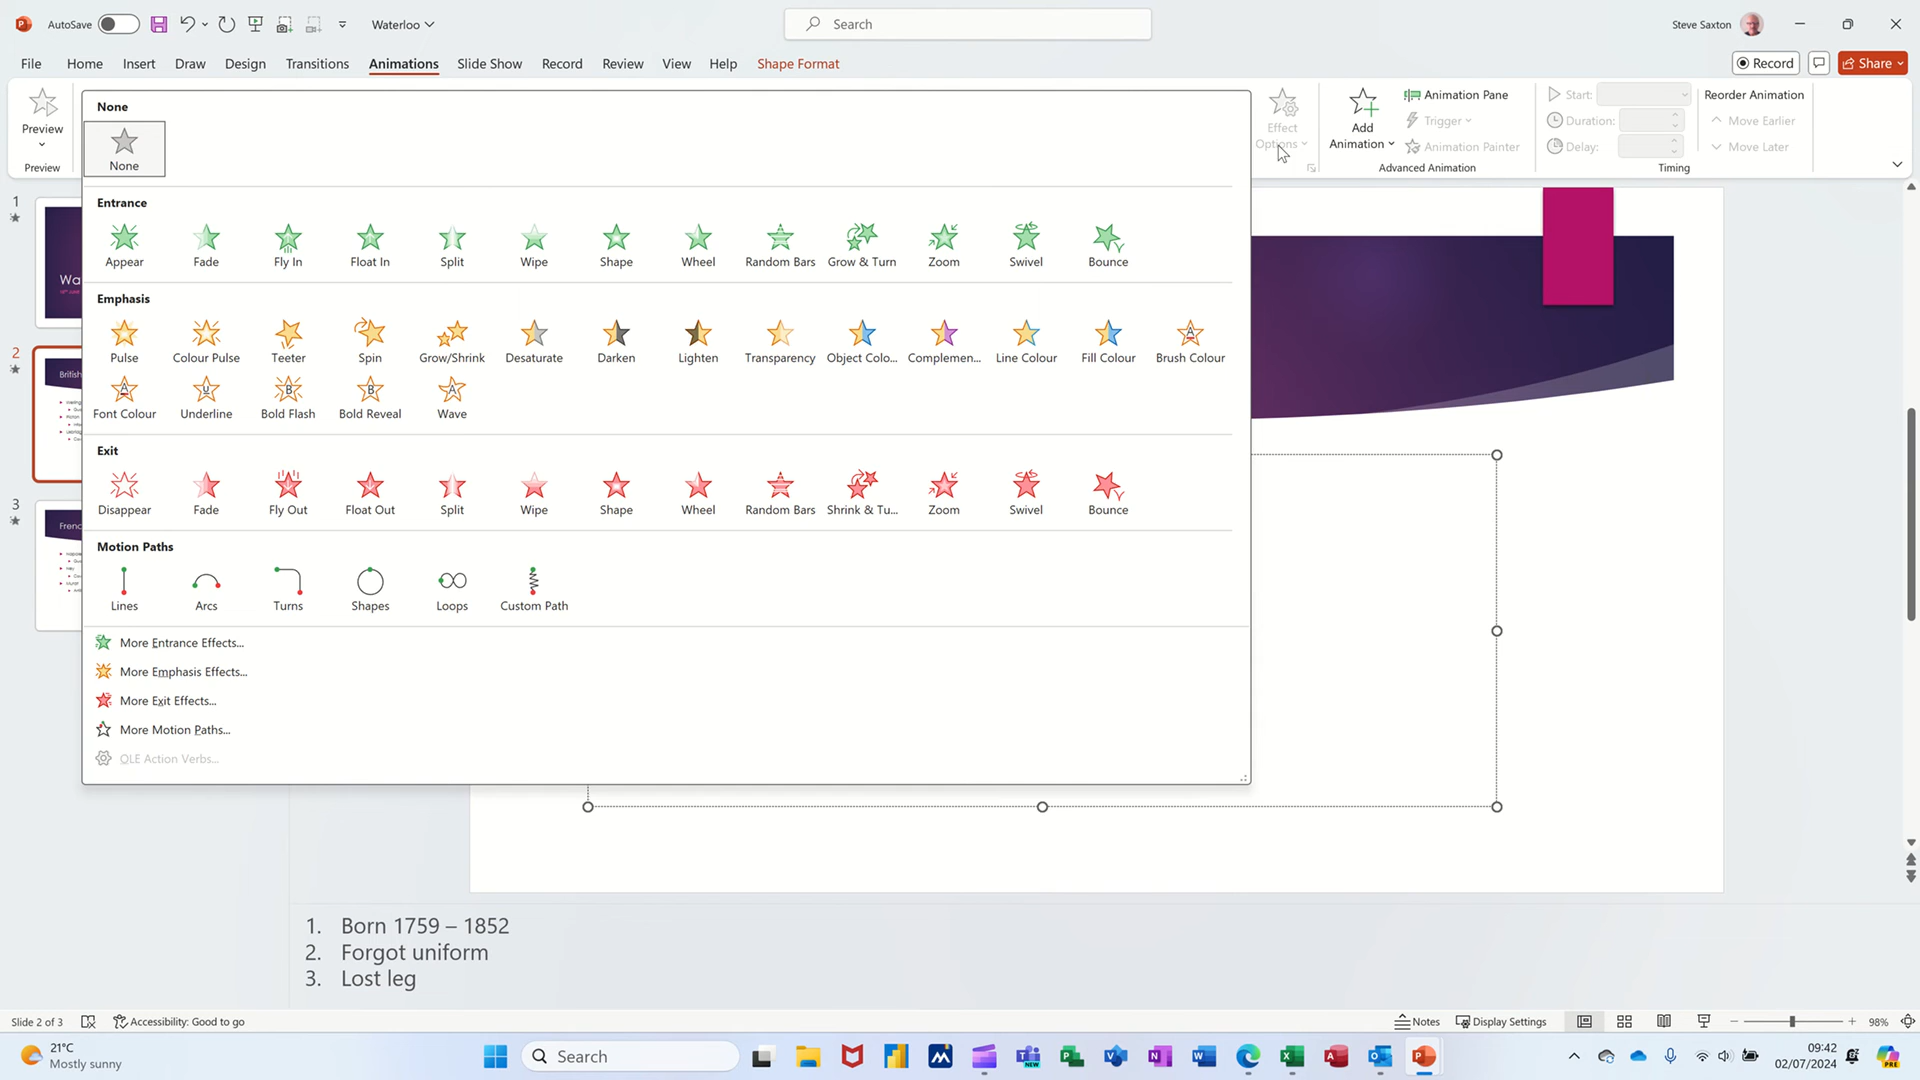 AutoSave
Waterloo
Search
Steve Saxton
File Home Insert Draw Design Transitions Animations Slide Show Record Review View Help Shape Format
Record
Share
Preview
Preview
None
None
Entrance
Appear Fade Fly In Float In Split Wipe Shape Wheel Random Bars Grow & Turn Zoom Swivel Bounce
Emphasis
Pulse Colour Pulse Teeter Spin Grow/Shrink Desaturate Darken Lighten Transparency Object Colo... Complemen... Line Colour Fill Colour Brush Colour
Font Colour Underline Bold Flash Bold Reveal Wave
Exit
Disappear Fade Fly Out Float Out Split Wipe Shape Wheel Random Bars Shrink & Tu... Zoom Swivel Bounce
Motion Paths
Lines Arcs Turns Shapes Loops Custom Path
More Entrance Effects...
More Emphasis Effects...
More Exit Effects...
More Motion Paths...
OLE Action Verbs...
Effect
Options
Add
Animation
Animation Pane
Trigger
Animation Painter
Advanced Animation
Start:
Duration:
Delay:
Reorder Animation
Move Earlier
Move Later
Timing
1
Wa
2
British
3
Frenc
1. Born 1759 – 1852
2. Forgot uniform
3. Lost leg
Slide 2 of 3
Accessibility: Good to go
Notes
Display Settings
98%
21°C
Mostly sunny
Search
09:42
02/07/2024